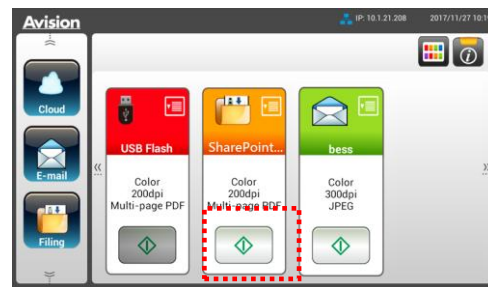 Avision
IP: 10.1.21.208
2017/11/27 10:19
Cloud
E-mail
Filing
USB Flash
Color
200dpi
Multi-page PDF
SharePoint...
Color
200dpi
Multi-page PDF
bess
Color
300dpi
JPEG